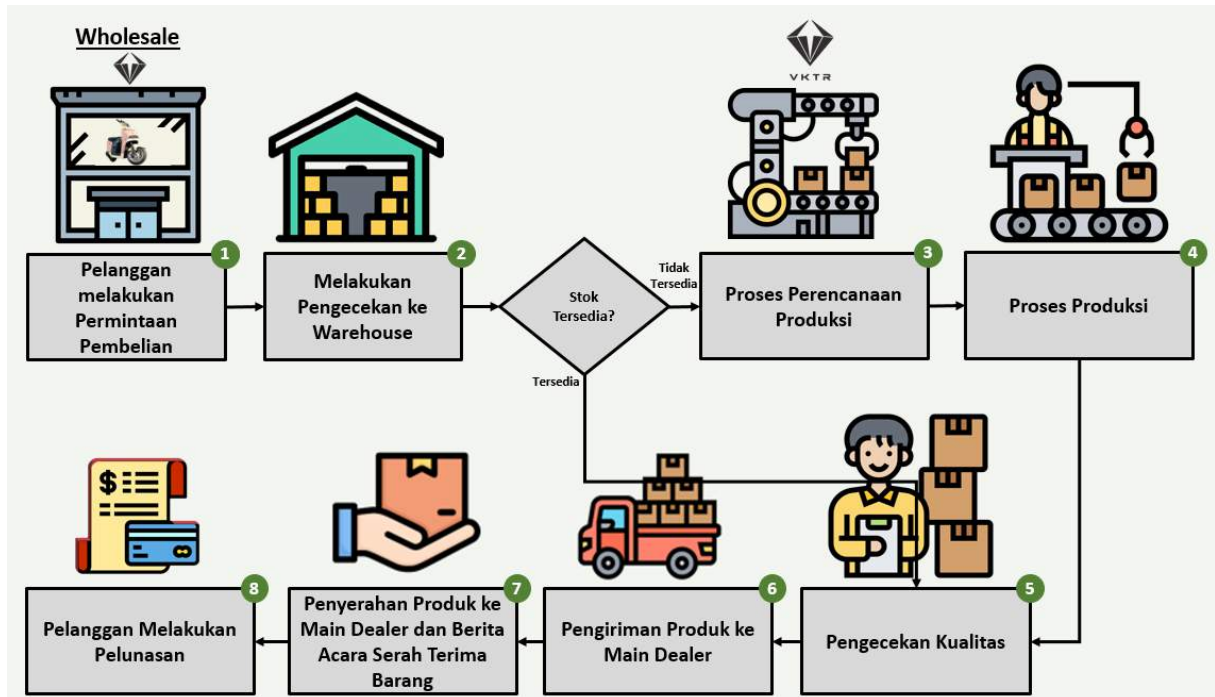 Wholesale
VKTR
1
Pelanggan
melakukan
Permintaan
Pembelian
2
Melakukan
Pengecekan ke
Warehouse
Stok
Tersedia?
Tidak
Tersedia
Tersedia
3
Proses Perencanaan
Produksi
4
Proses Produksi
8
Pelanggan Melakukan
Pelunasan
7
Penyerahan Produk ke
Main Dealer dan Berita
Acara Serah Terima
Barang
6
Pengiriman Produk ke
Main Dealer
5
Pengecekan Kualitas
$